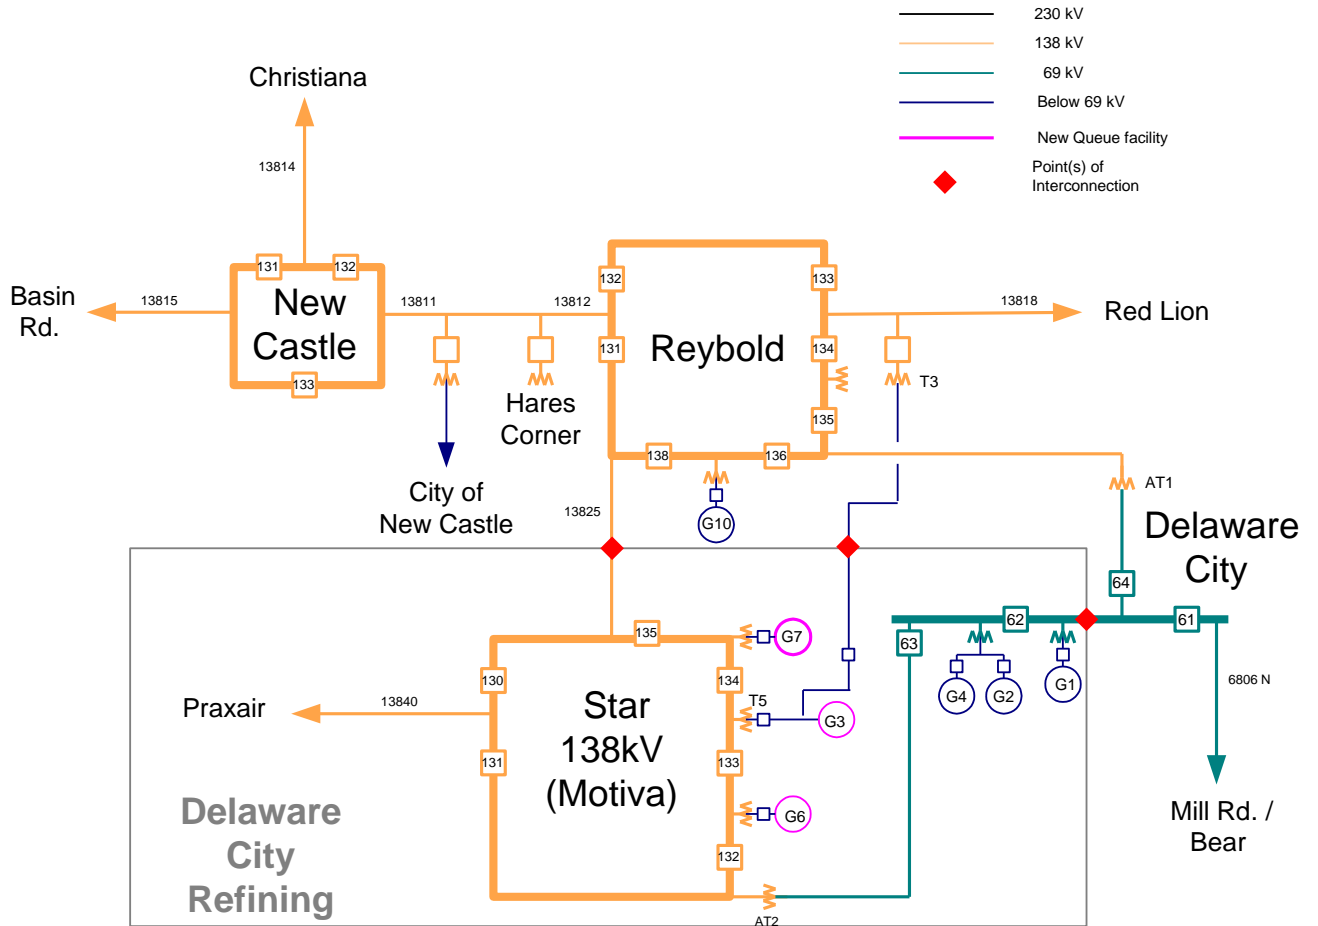 230 kV
138 kV
69 kV
Below 69 kV
New Queue facility
Point(s) of
Interconnection
Christiana
13814
131
132
Basin
Rd.
13815
New
Castle
133
13811
13812
Hares
Corner
City of
New Castle
132
131
Reybold
133
134
135
138
136
13818
Red Lion
T3
G10
13825
AT1
Delaware
City
64
62
61
63
G4
G2
G1
6806 N
Mill Rd. /
Bear
135
G7
130
134
Praxair
13840
Star
138kV
(Motiva)
T5
G3
131
133
G6
132
AT2
Delaware
City
Refining